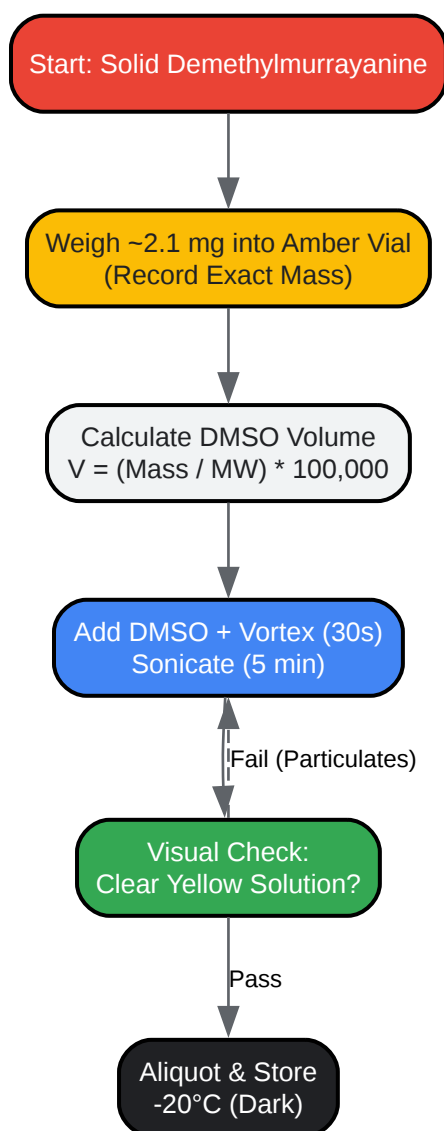 Start: Solid Demethylmurrayanine
Weigh ~2.1 mg into Amber Vial
(Record Exact Mass)
Calculate DMSO Volume
V = (Mass / MW) * 100,000
Add DMSO + Vortex (30s)
Sonicate (5 min)
Fail (Particulates)
Visual Check:
Clear Yellow Solution?
Pass
Aliquot & Store
-20°C (Dark)